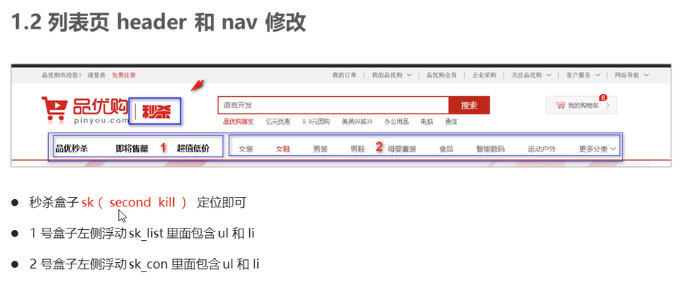 1.2 列表页 header 和 nav 修改
品优购欢迎您! 请登录 免费注册
我的订单 我的品优购 品优购会员 企业采购 关注品优购 客户服务 网站导航
品优购 秒杀
pinyou.com
语言开发 搜索
8
我的购物车
品优购首发 亿元优惠 9.9元团购 美满99减30 办公用品 电脑 通信
品优秒杀 即将售罄 1 超值低价
女装 女鞋 男装 男鞋 2 母婴童装 食品 智能数码 运动户外 更多分类
● 秒杀盒子 sk ( second kill ) 定位即可
● 1 号盒子左侧浮动 sk_list 里面包含 ul 和 li
● 2 号盒子左侧浮动 sk_con 里面包含 ul 和 li